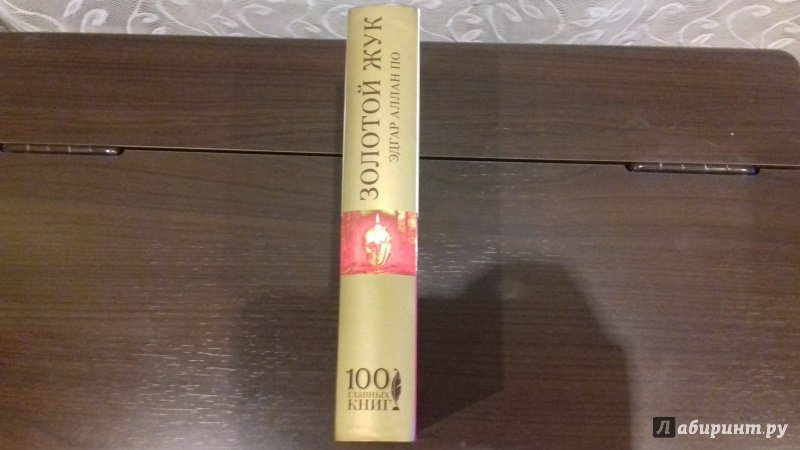 ЗОЛОТОЙ ЖУК
ЭДГАР АЛЛАН ПО
100
ГЛАВНЫХ
КНИГ
Лабиринт.ру